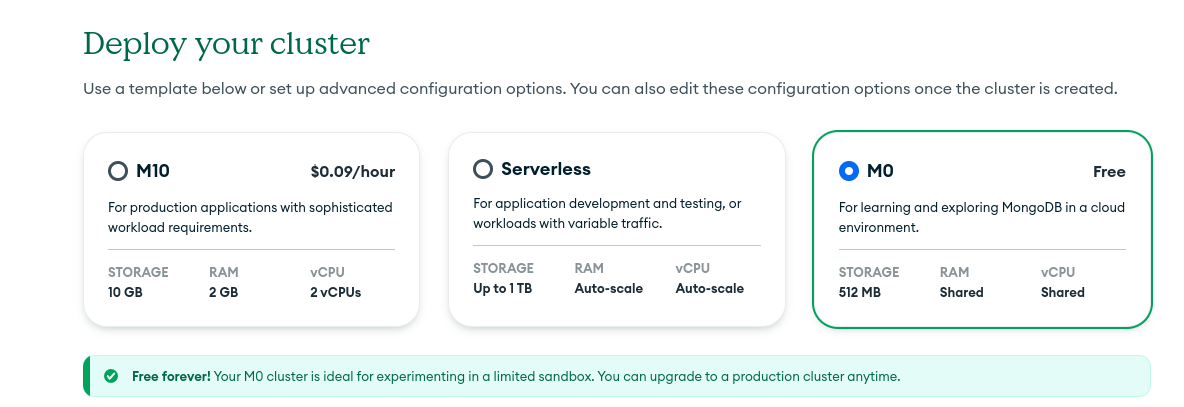 Deploy your cluster
Use a template below or set up advanced configuration options. You can also edit these configuration options once the cluster is created.
M10 $0.09/hour
For production applications with sophisticated
workload requirements.
STORAGE RAM vCPU
10 GB 2 GB 2 vCPUs
Serverless
For application development and testing, or
workloads with variable traffic.
STORAGE RAM vCPU
Up to 1 TB Auto-scale Auto-scale
M0 Free
For learning and exploring MongoDB in a cloud
environment.
STORAGE RAM vCPU
512 MB Shared Shared
Free forever! Your M0 cluster is ideal for experimenting in a limited sandbox. You can upgrade to a production cluster anytime.